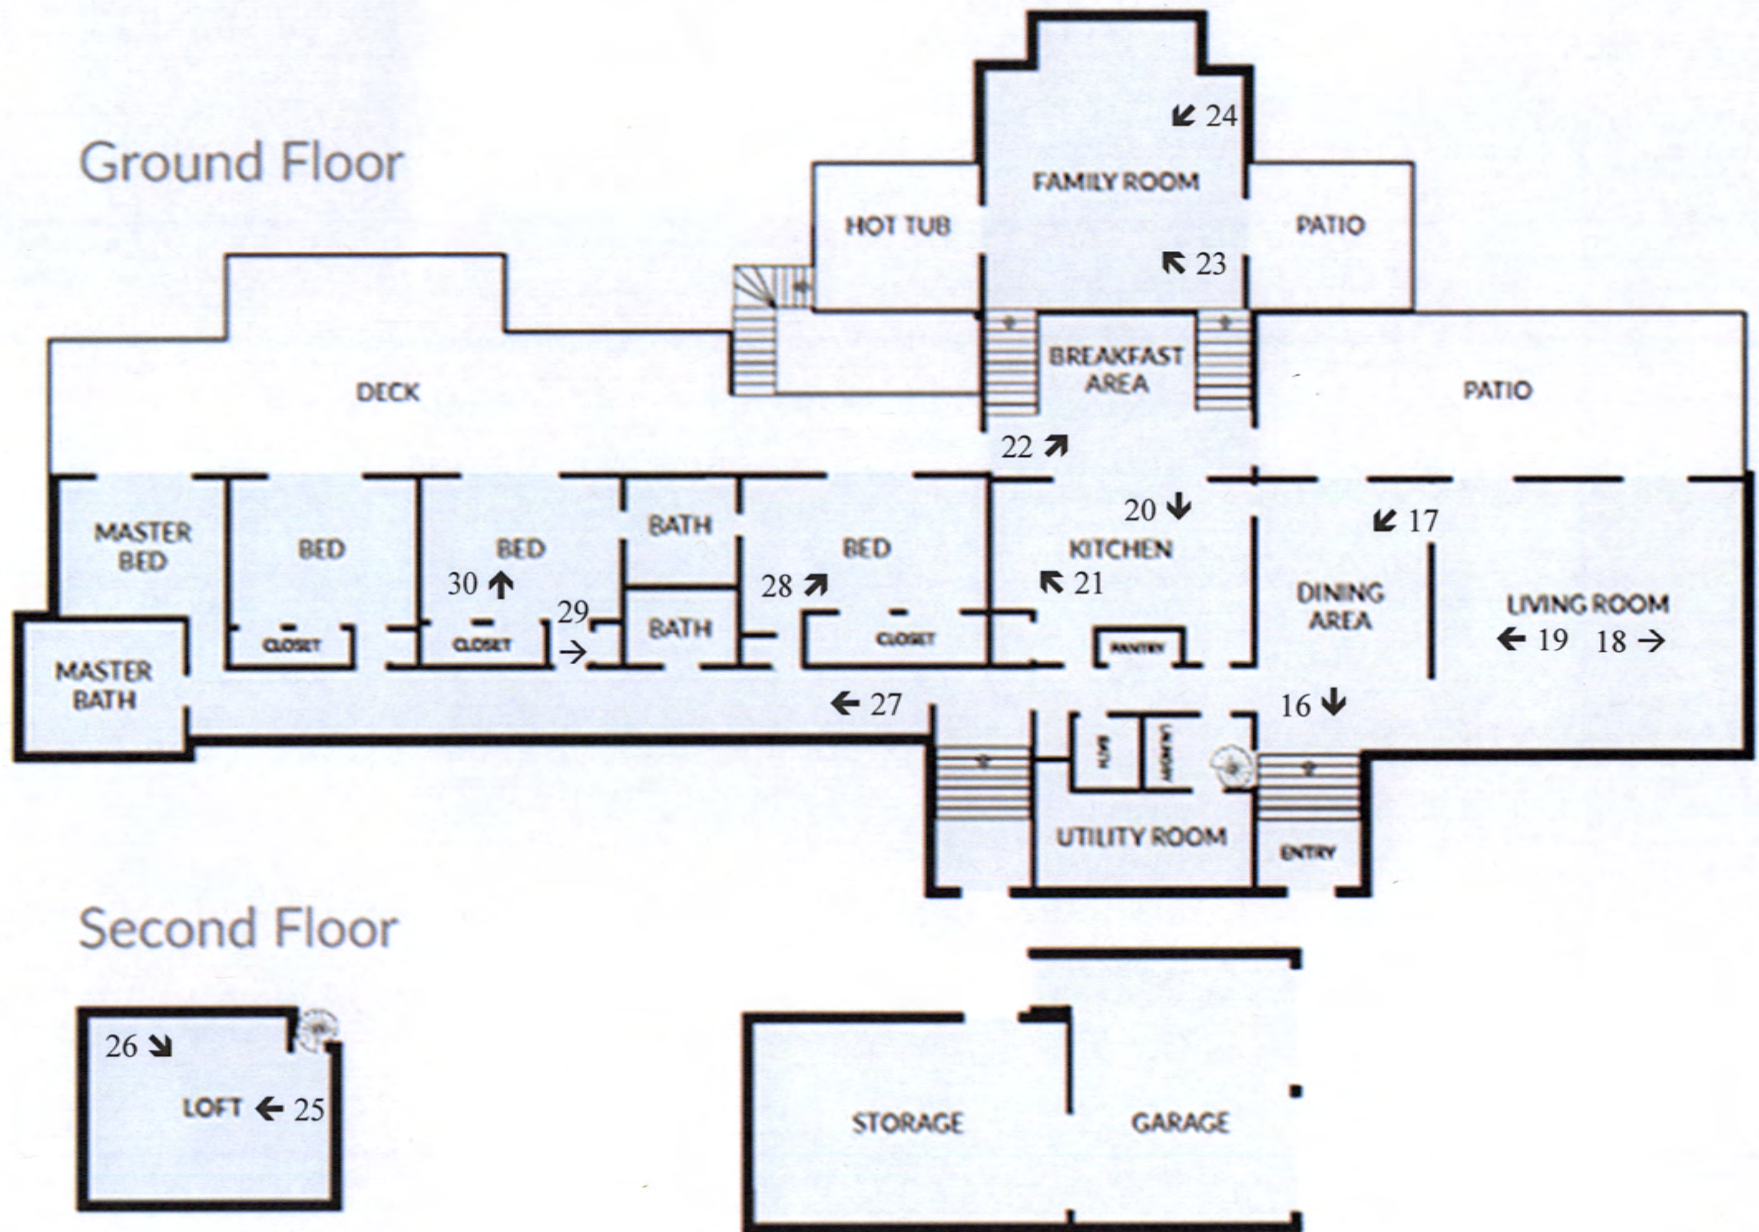 24
Ground Floor
FAMILY ROOM
HOT TUB
PATIO
23
BREAKFAST
AREA
DECK
PATIO
22
20
17
MASTER
BED
BED
BED
BATH
BED
KITCHEN
30
28
21
29
DINING
AREA
LIVING ROOM
CLOSET
CLOSET
BATH
CLOSET
PANTRY
19
18
MASTER
BATH
27
16
BATH
LAUNDRY
UTILITY ROOM
ENTRY
Second Floor
26
LOFT
25
STORAGE
GARAGE